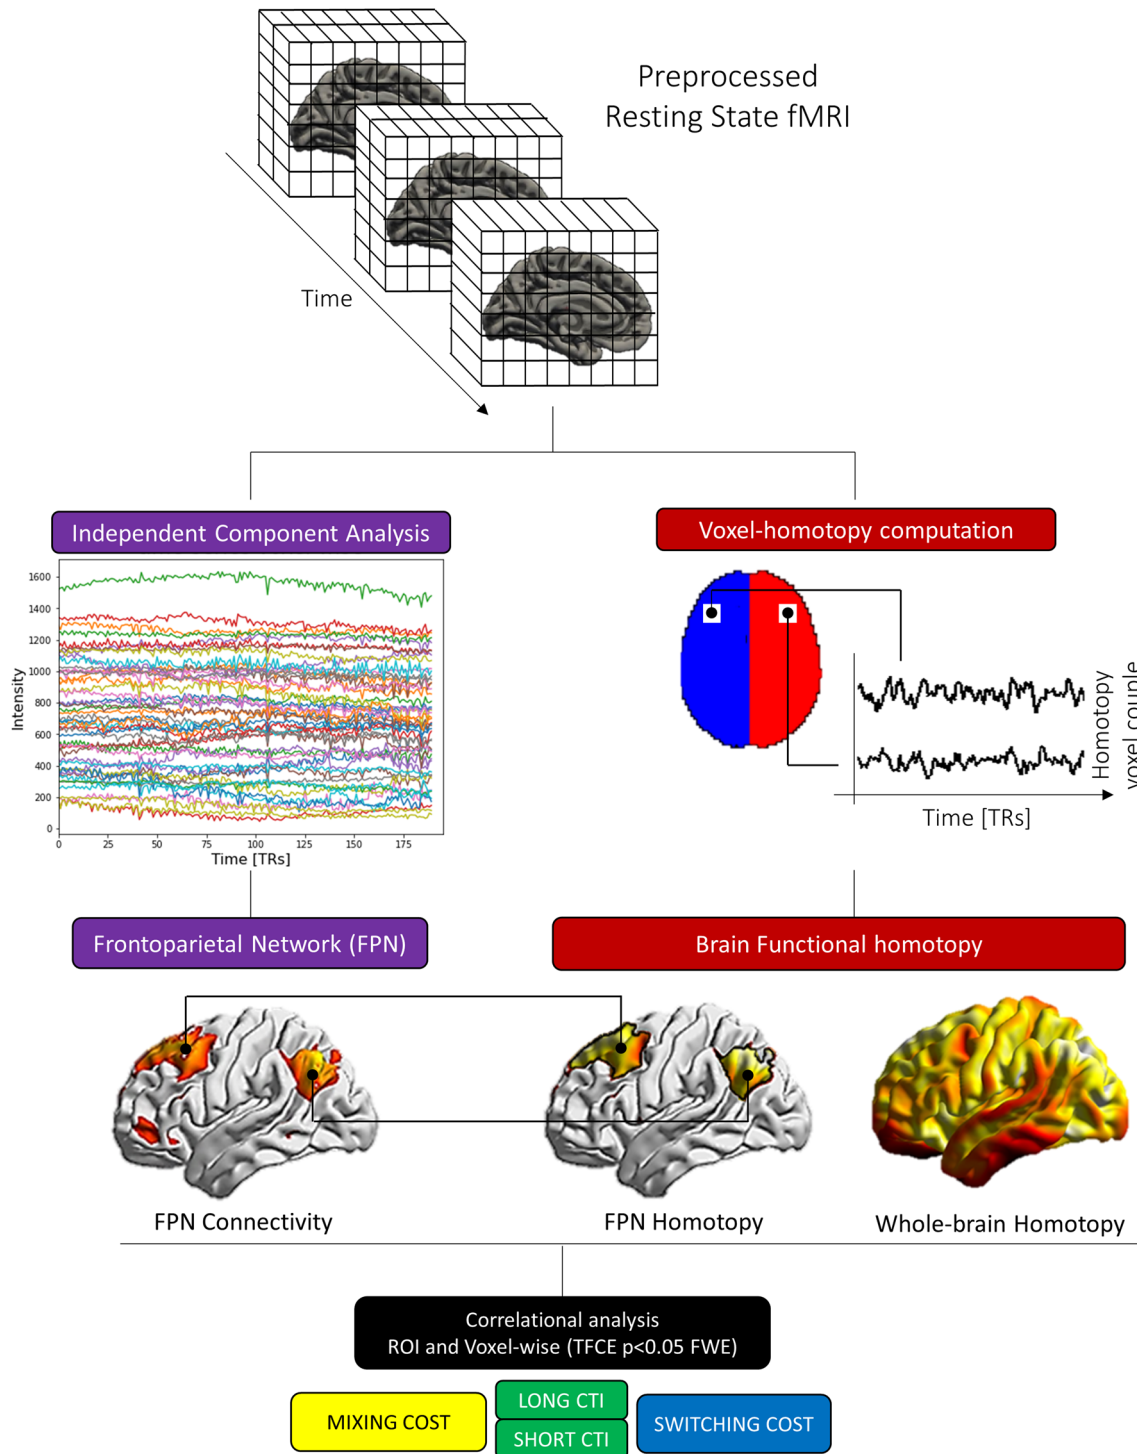 Preprocessed
Resting State fMRI
Time
Independent Component Analysis
Voxel-homotopy computation
1600
1400
1200
1000
800
600
400
200
0
Intensity
0 25 50 75 100 125 150 175
Time [TRs]
Homotopy
voxel couple
Time [TRs]
Frontoparietal Network (FPN)
Brain Functional homotopy
FPN Connectivity
FPN Homotopy
Whole-brain Homotopy
Correlational analysis
ROI and Voxel-wise (TFCE p<0.05 FWE)
MIXING COST
LONG CTI
SHORT CTI
SWITCHING COST